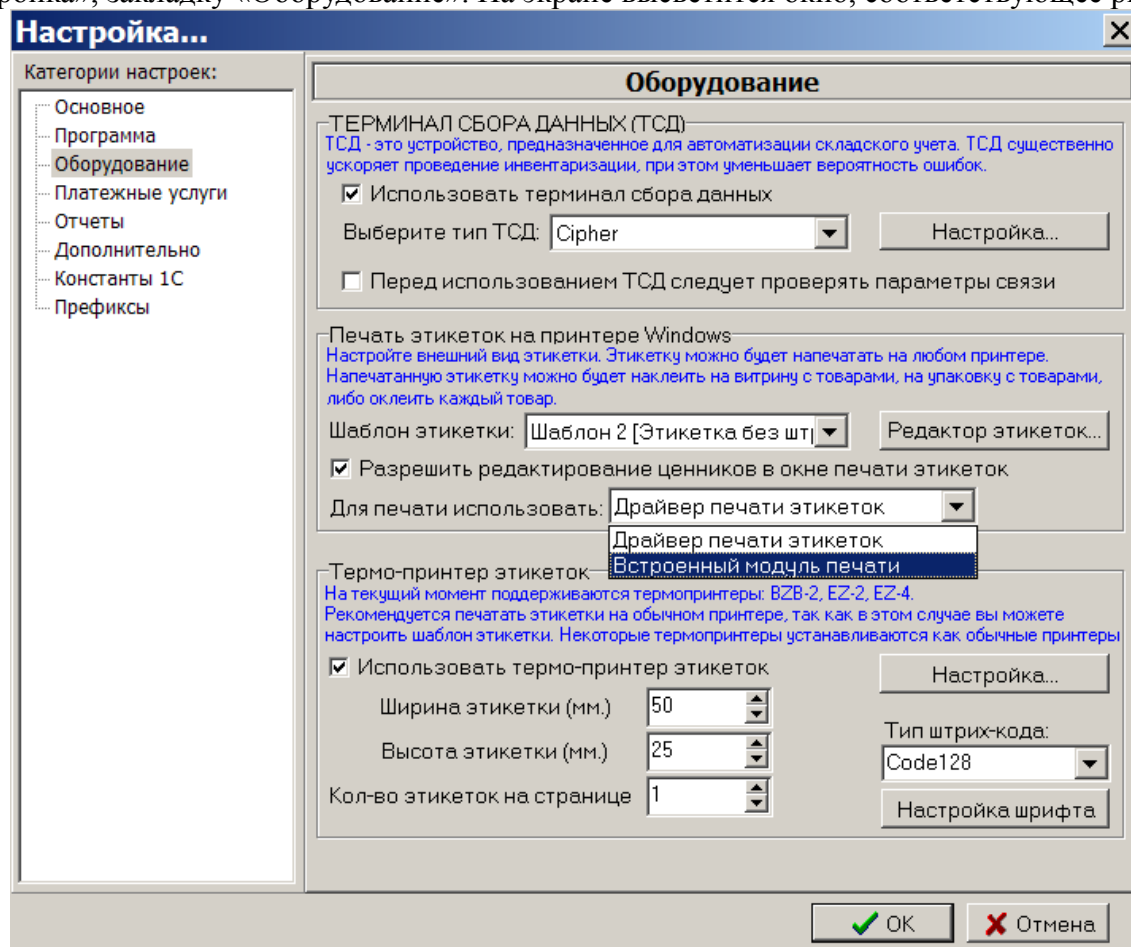 ройка», закладку «Оборудование». На экране высветится окно, соответствующее
Настройка...
Категории настроек:
Основное
Программа
Оборудование
Платежные услуги
Отчеты
Дополнительно
Константы 1С
Префиксы
Оборудование
ТЕРМИНАЛ СБОРА ДАННЫХ (ТСД)
ТСД - это устройство, предназначенное для автоматизации складского учета. ТСД существенно
ускоряет проведение инвентаризации, при этом уменьшает вероятность ошибок.
Использовать терминал сбора данных
Выберите тип ТСД: Cipher Настройка...
Перед использованием ТСД следует проверять параметры связи
Печать этикеток на принтере Windows
Настройте внешний вид этикетки. Этикетку можно будет напечатать на любом принтере.
Напечатанную этикетку можно будет наклеить на витрину с товарами, на упаковку с товарами,
либо оклеить каждый товар.
Шаблон этикетки: Шаблон 2 [Этикетка без шт Редактор этикеток...
Разрешить редактирование ценников в окне печати этикеток
Для печати использовать: Драйвер печати этикеток
Драйвер печати этикеток
Встроенный модуль печати
Термо-принтер этикеток
На текущий момент поддерживаются термопринтеры: BZB-2, EZ-2, EZ-4.
Рекомендуется печатать этикетки на обычном принтере, так как в этом случае вы можете
настроить шаблон этикетки. Некоторые термопринтеры устанавливаются как обычные принтеры
Использовать термо-принтер этикеток Настройка...
Ширина этикетки (мм.) 50
Высота этикетки (мм.) 25
Кол-во этикеток на странице 1
Тип штрих-кода:
Code128
Настройка шрифта
OK Отмена